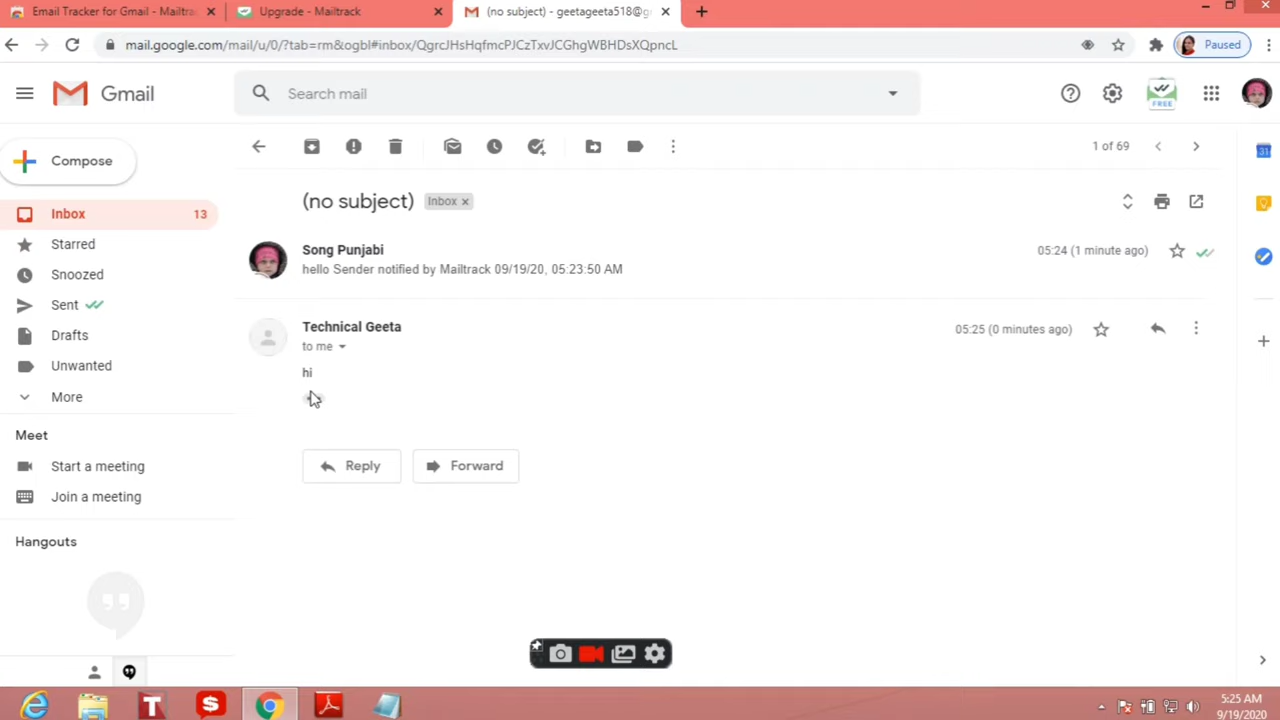 Email Tracker for Gmail - Mailtra
Upgrade - Mailtrack
(no subject) - geetageeta518@g
mail.google.com/mail/u/0/?tab=rm&ogbl#inbox/QgrcJHsHqfmcPJCzTxvJCGhgWBHDsXQpncL
Paused
Gmail
Search mail
FREE
Compose
1 of 69
31
Inbox 13
Starred
Snoozed
Sent
Drafts
Unwanted
More
(no subject)
Inbox x
Song Punjabi
05:24 (1 minute ago)
hello Sender notified by Mailtrack 09/19/20, 05:23:50 AM
Technical Geeta
05:25 (0 minutes ago)
to me
hi
Reply
Forward
Meet
Start a meeting
Join a meeting
Hangouts
T
S
5:25 AM
9/19/2020